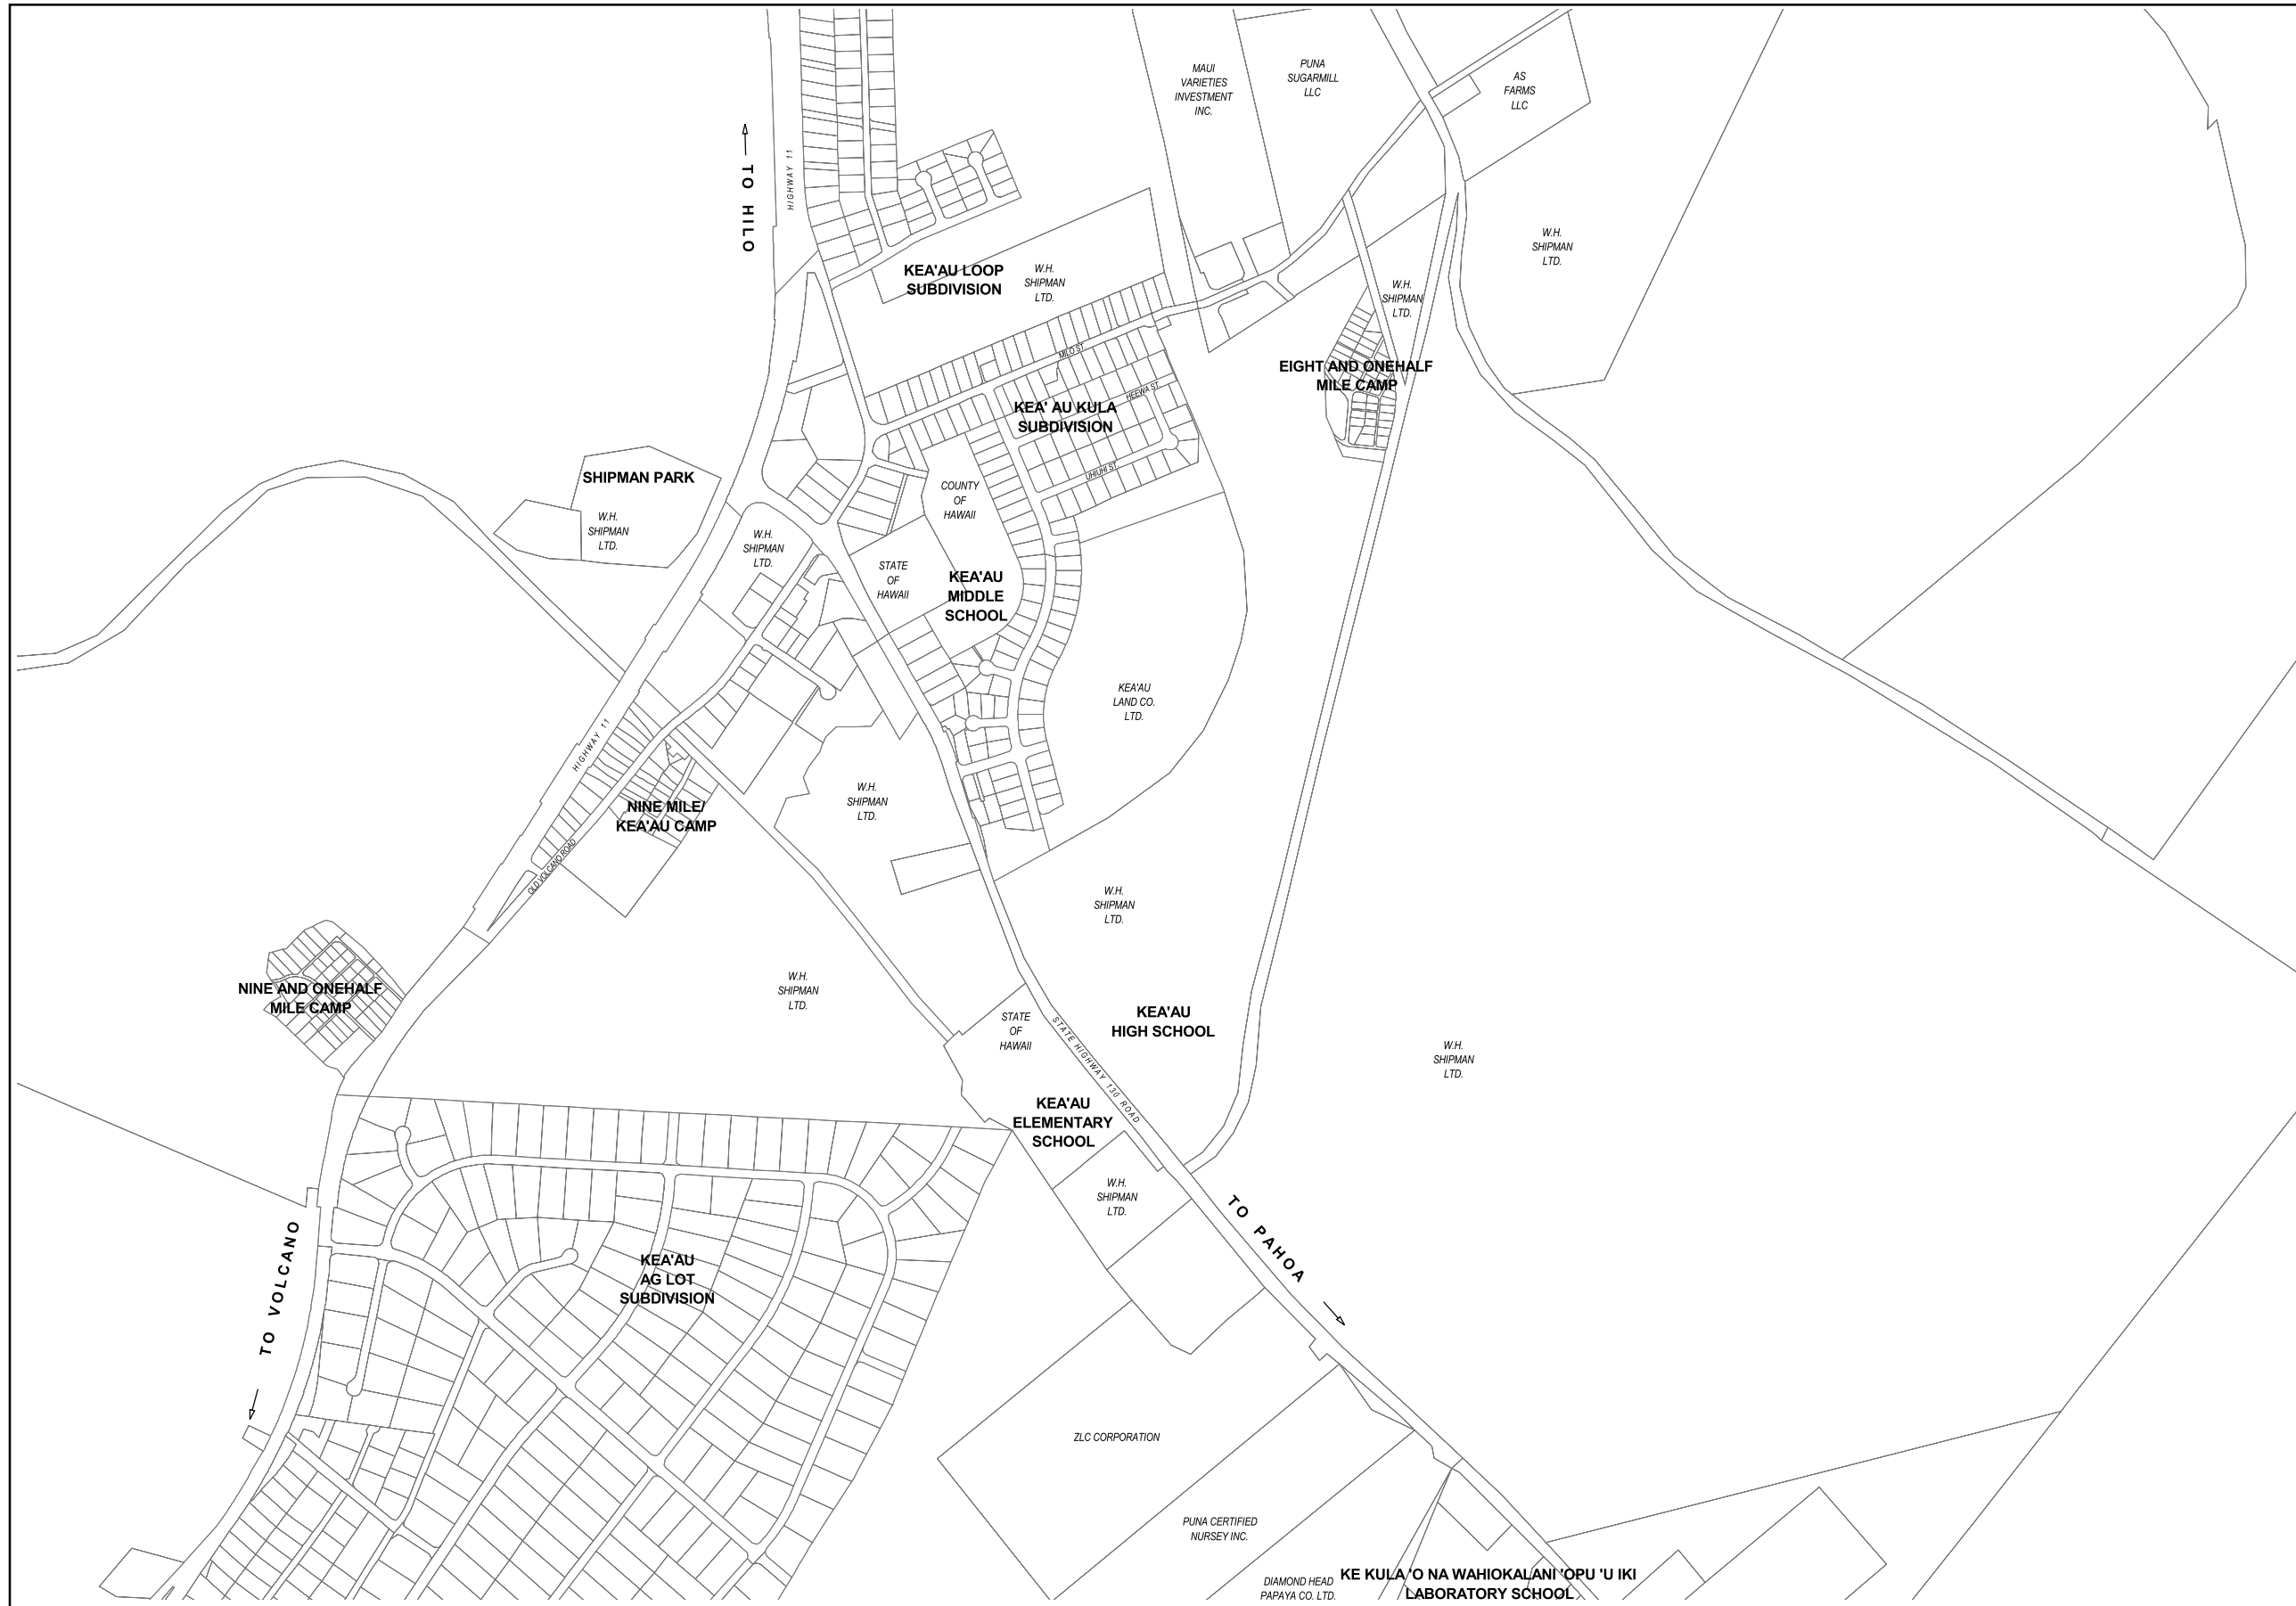 MAUI
VARIETIES
INVESTMENT
INC.
PUNA
SUGARMILL
LLC
AS
FARMS
LLC
TO HILO
HIGHWAY 11
W.H.
SHIPMAN
LTD.
KEA'AU LOOP
SUBDIVISION
W.H.
SHIPMAN
LTD.
W.H.
SHIPMAN
LTD.
MILO ST.
EIGHT AND ONEHALF
MILE CAMP
HEEWA ST.
KEA' AU KULA
SUBDIVISION
UHIUHI ST.
SHIPMAN PARK
W.H.
SHIPMAN
LTD.
COUNTY
OF
HAWAII
W.H.
SHIPMAN
LTD.
STATE
OF
HAWAII
KEA'AU
MIDDLE
SCHOOL
KEA'AU
LAND CO.
LTD.
HIGHWAY 11
W.H.
SHIPMAN
LTD.
NINE MILE/
KEA'AU CAMP
OLD VOLCANO ROAD
W.H.
SHIPMAN
LTD.
NINE AND ONEHALF
MILE CAMP
W.H.
SHIPMAN
LTD.
STATE
OF
HAWAII
KEA'AU
HIGH SCHOOL
STATE HIGHWAY 130 ROAD
W.H.
SHIPMAN
LTD.
KEA'AU
ELEMENTARY
SCHOOL
W.H.
SHIPMAN
LTD.
TO PAHOA
TO VOLCANO
KEA'AU
AG LOT
SUBDIVISION
ZLC CORPORATION
PUNA CERTIFIED
NURSEY INC.
DIAMOND HEAD
PAPAYA CO. LTD.
KE KULA 'O NA WAHIOKALANI 'OPU 'U IKI
LABORATORY SCHOOL